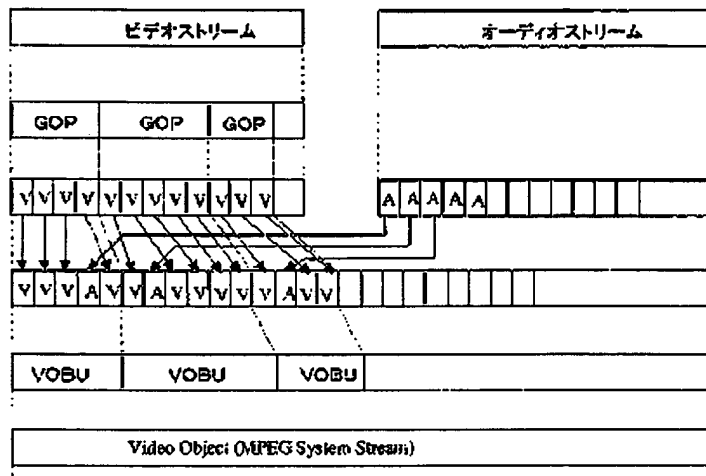 ビデオストリーム
オーディオストリーム
GOP GOP GOP
V V V V V V V V V V V V
A A A A A
V V V A V V A V V V V V A V V
VOBU VOBU VOBU
Video Object (MPEG System Stream)